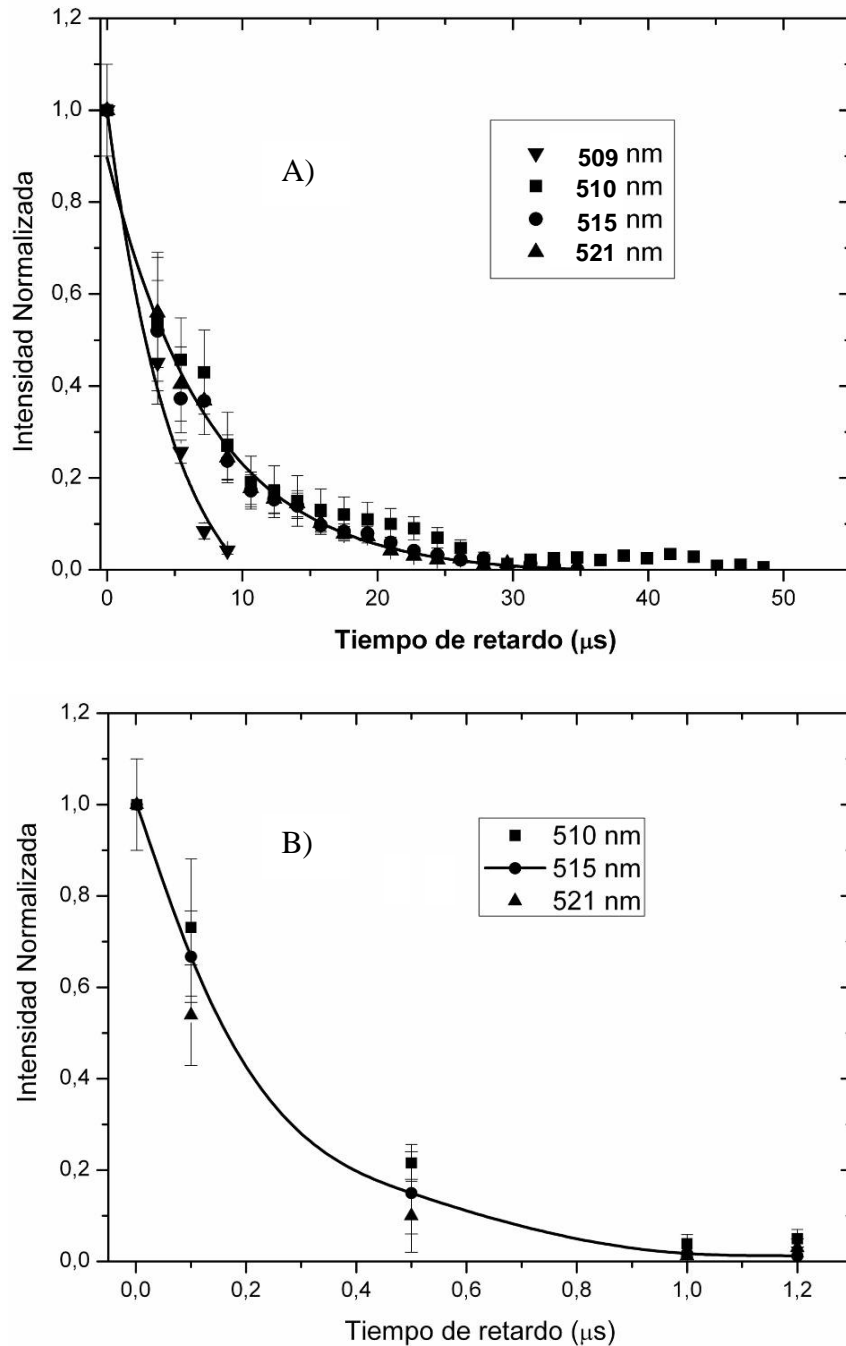 1,2
1,0
0,8
0,6
0,4
0,2
0,0
Intensidad Normalizada
A)
509 nm
510 nm
515 nm
521 nm
0 10 20 30 40 50
Tiempo de retardo (μs)
1,2
1,0
0,8
0,6
0,4
0,2
0,0
Intensidad Normalizada
B)
510 nm
515 nm
521 nm
0,0 0,2 0,4 0,6 0,8 1,0 1,2
Tiempo de retardo (μs)